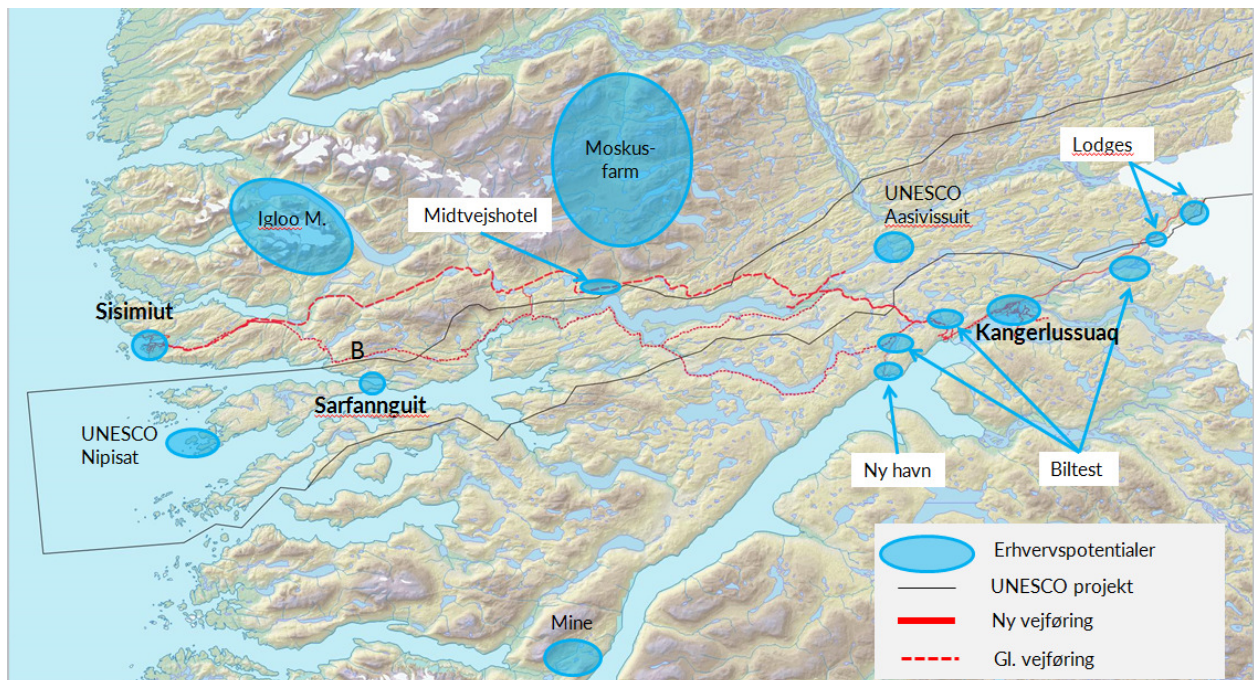 Lodges
Moskus-
farm
UNESCO
Aasivissuit
Igloo M.
Midtvejshotel
Sisimiut
B
Kangerlussuaq
Sarfannguit
UNESCO
Nipisat
Ny havn
Biltest
Mine
Erhvervspotentialer
UNESCO projekt
Ny vejføring
Gl. vejføring